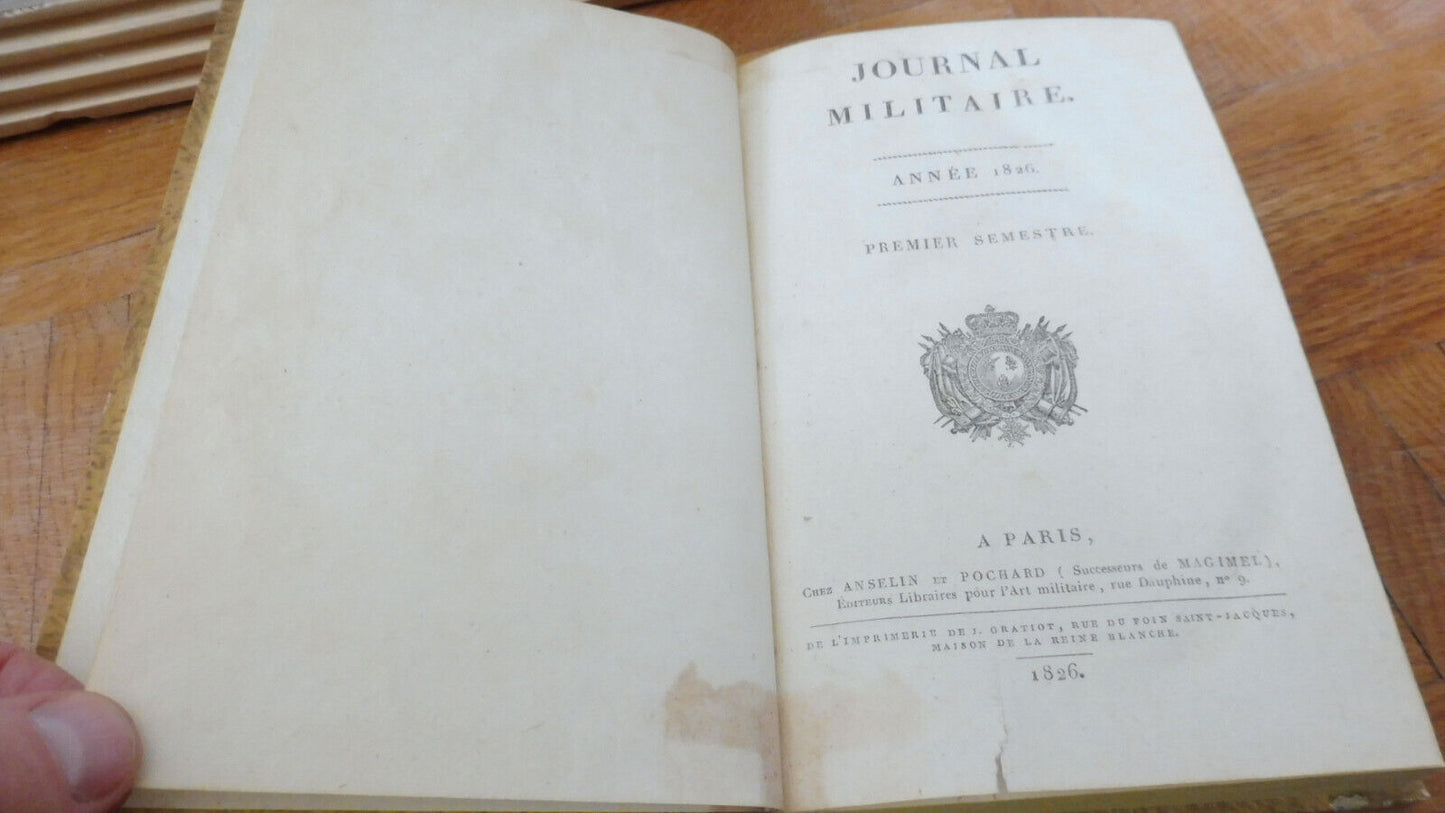 JOURNAL
MILITAIRE.
ANNÉE 1826.
PREMIER SEMESTRE.
A PARIS,
CHEZ ANSELIN ET POCHARD ( Successeurs de MAGIMEL),
ÉDITEURS Libraires pour l'Art militaire, rue Dauphine, n° 9.
DE L'IMPRIMERIE DE J. GRATIOT, RUE DU FOIN SAINT-JACQUES,
MAISON DE LA REINE BLANCHE.
1826.